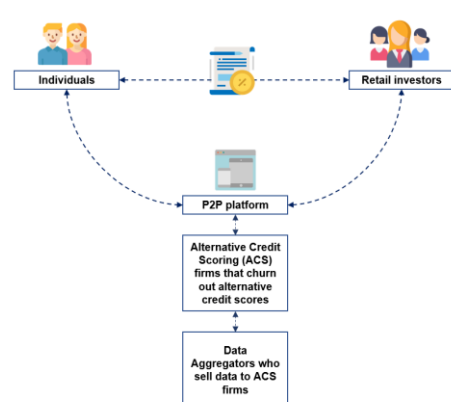 Individuals
Retail investors
P2P platform
Alternative Credit
Scoring (ACS)
firms that churn
out alternative
credit scores
Data
Aggregators who
sell data to ACS
firms